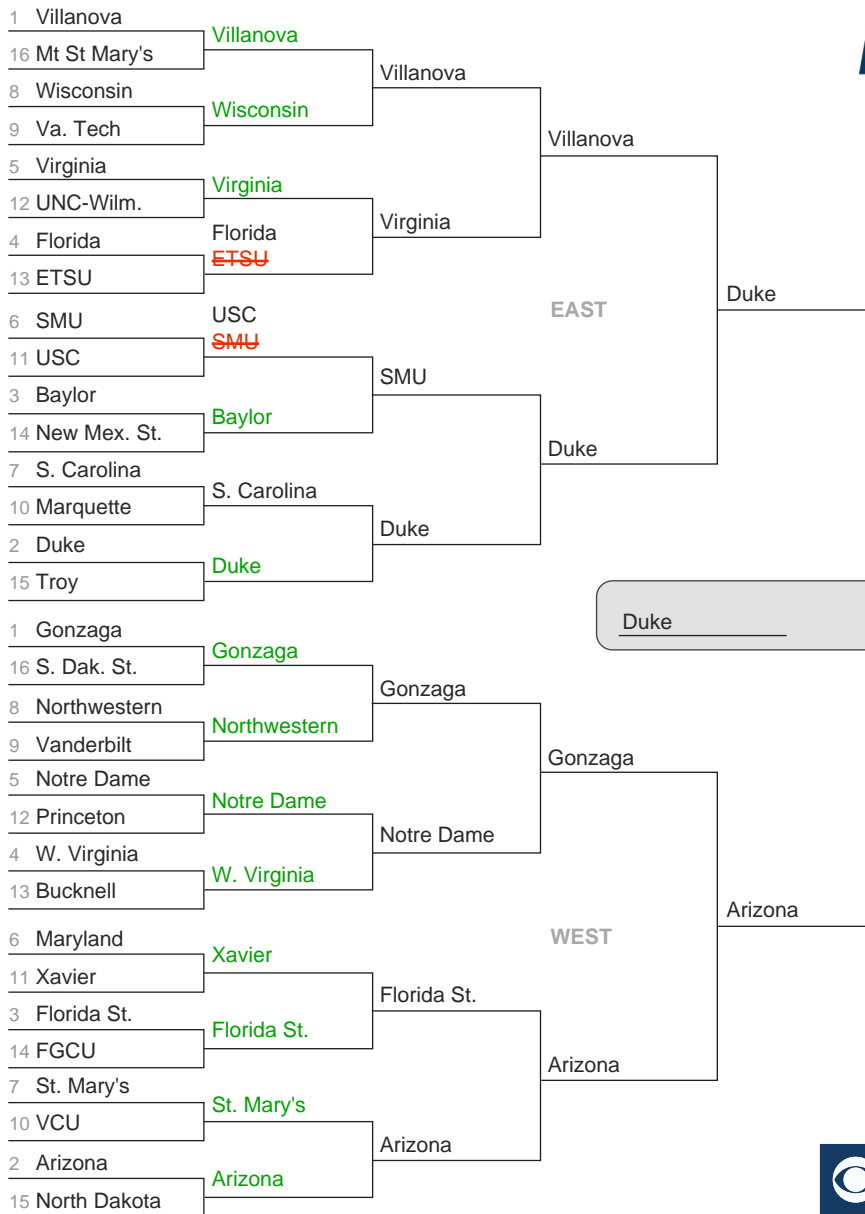 1 Villanova
16 Mt St Mary's
8 Wisconsin
9 Va. Tech
5 Virginia
12 UNC-Wilm.
4 Florida
13 ETSU
6 SMU
11 USC
3 Baylor
14 New Mex. St.
7 S. Carolina
10 Marquette
2 Duke
15 Troy
Villanova
Wisconsin
Virginia
Florida
ETSU
USC
SMU
Baylor
S. Carolina
Duke
Villanova
Virginia
SMU
Duke
Villanova
Duke
EAST
Duke
Duke
1 Gonzaga
16 S. Dak. St.
8 Northwestern
9 Vanderbilt
5 Notre Dame
12 Princeton
4 W. Virginia
13 Bucknell
6 Maryland
11 Xavier
3 Florida St.
14 FGCU
7 St. Mary's
10 VCU
2 Arizona
15 North Dakota
Gonzaga
Northwestern
Notre Dame
W. Virginia
Xavier
Florida St.
St. Mary's
Arizona
Gonzaga
Notre Dame
Florida St.
Arizona
Gonzaga
Arizona
WEST
Arizona